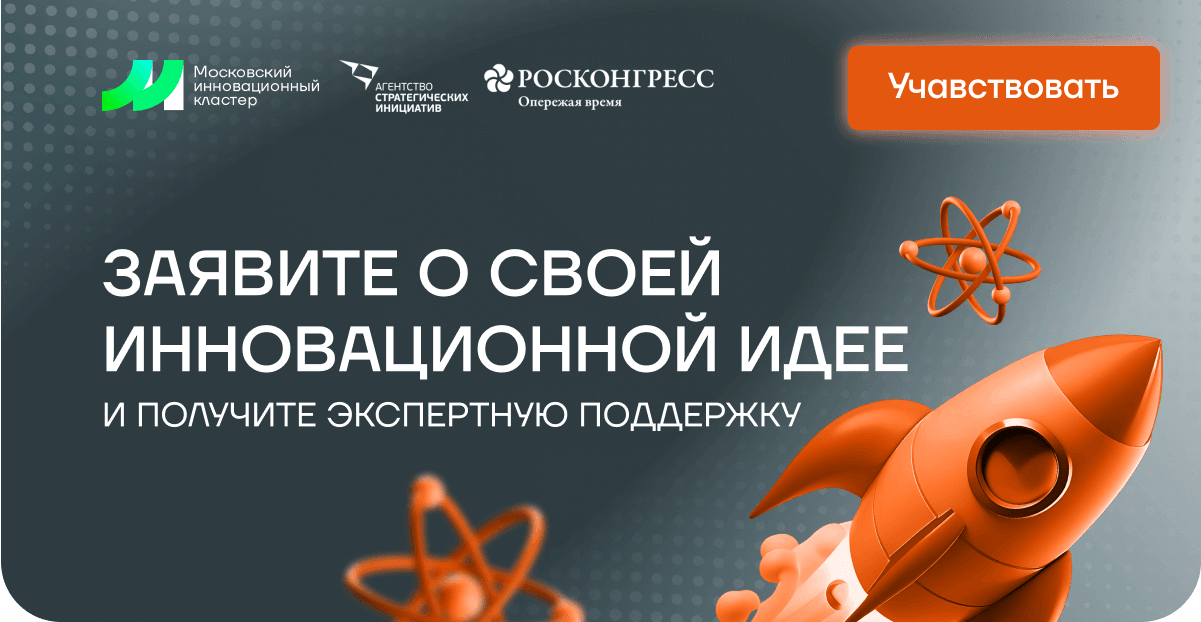 Московский
инновационный
кластер
АГЕНТСТВО
СТРАТЕГИЧЕСКИХ
ИНИЦИАТИВ
РОСКОНГРЕСС
Опережая время
Учавствовать
ЗАЯВИТЕ О СВОЕЙ
ИННОВАЦИОННОЙ ИДЕЕ
И ПОЛУЧИТЕ ЭКСПЕРТНУЮ ПОДДЕРЖКУ